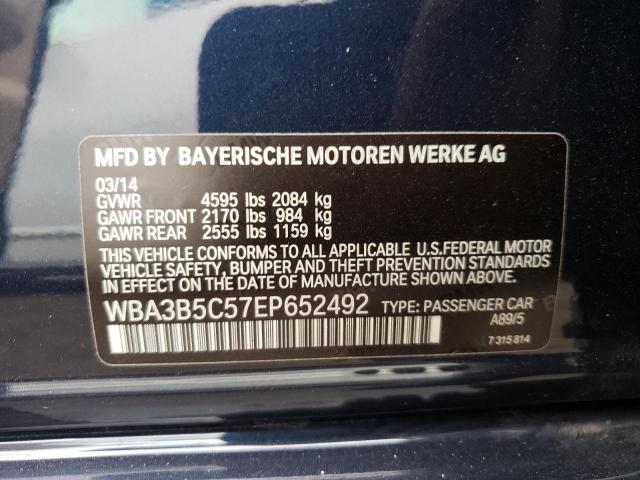 MFD BY BAYERISCHE MOTOREN WERKE AG
03/14
GVWR 4595 lbs 2084 kg
GAWR FRONT 2170 lbs 984 kg
GAWR REAR 2555 lbs 1159 kg
THIS VEHICLE CONFORMS TO ALL APPLICABLE U.S.FEDERAL MOTOR
VEHICLE SAFETY, BUMPER AND THEFT PREVENTION STANDARDS
IN EFFECT ON THE DATE OF MANUFACTURE SHOWN ABOVE.
WBA3B5C57EP652492 TYPE: PASSENGER CAR
A89/5
7 315 814